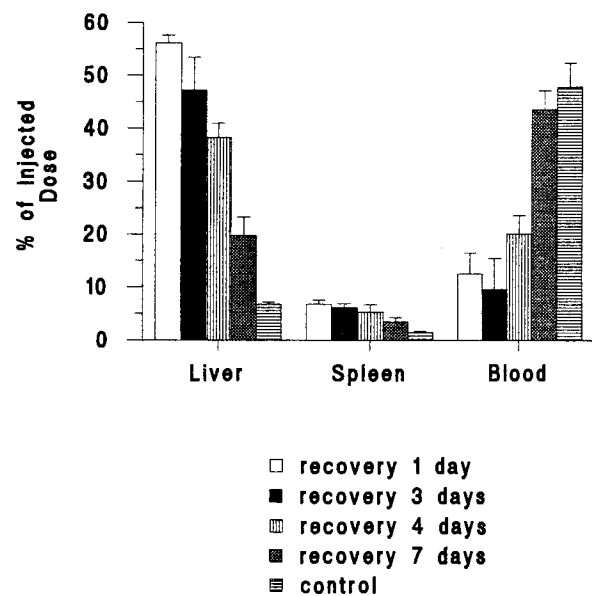 60
50
40
30
20
10
0
% of Injected
Dose
Liver Spleen Blood
recovery 1 day
recovery 3 days
recovery 4 days
recovery 7 days
control